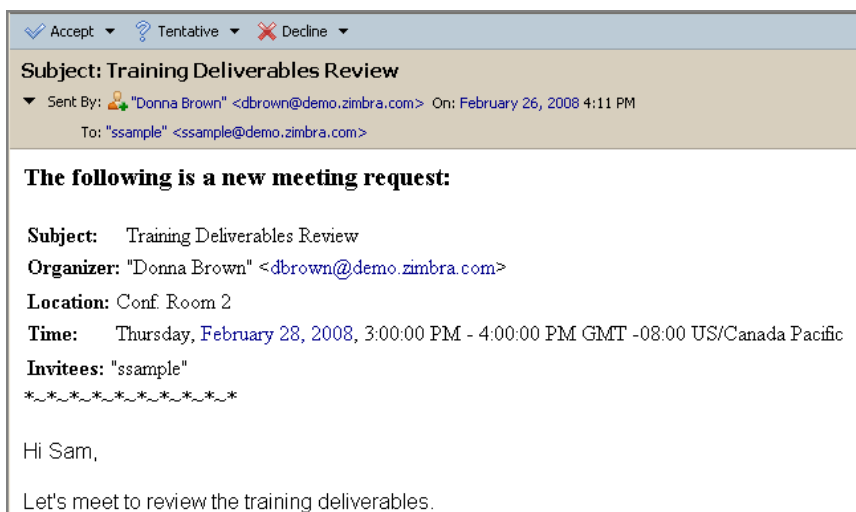 Accept Tentative Decline
Subject: Training Deliverables Review
Sent By: "Donna Brown" <dbrown@demo.zimbra.com> On: February 26, 2008 4:11 PM
To: "ssample" <ssample@demo.zimbra.com>
The following is a new meeting request:
Subject: Training Deliverables Review
Organizer: "Donna Brown" <dbrown@demo.zimbra.com>
Location: Conf. Room 2
Time: Thursday, February 28, 2008, 3:00:00 PM - 4:00:00 PM GMT -08:00 US/Canada Pacific
Invitees: "ssample"
*~*~*~*~*~*~*~*~*~*
Hi Sam,
Let's meet to review the training deliverables.